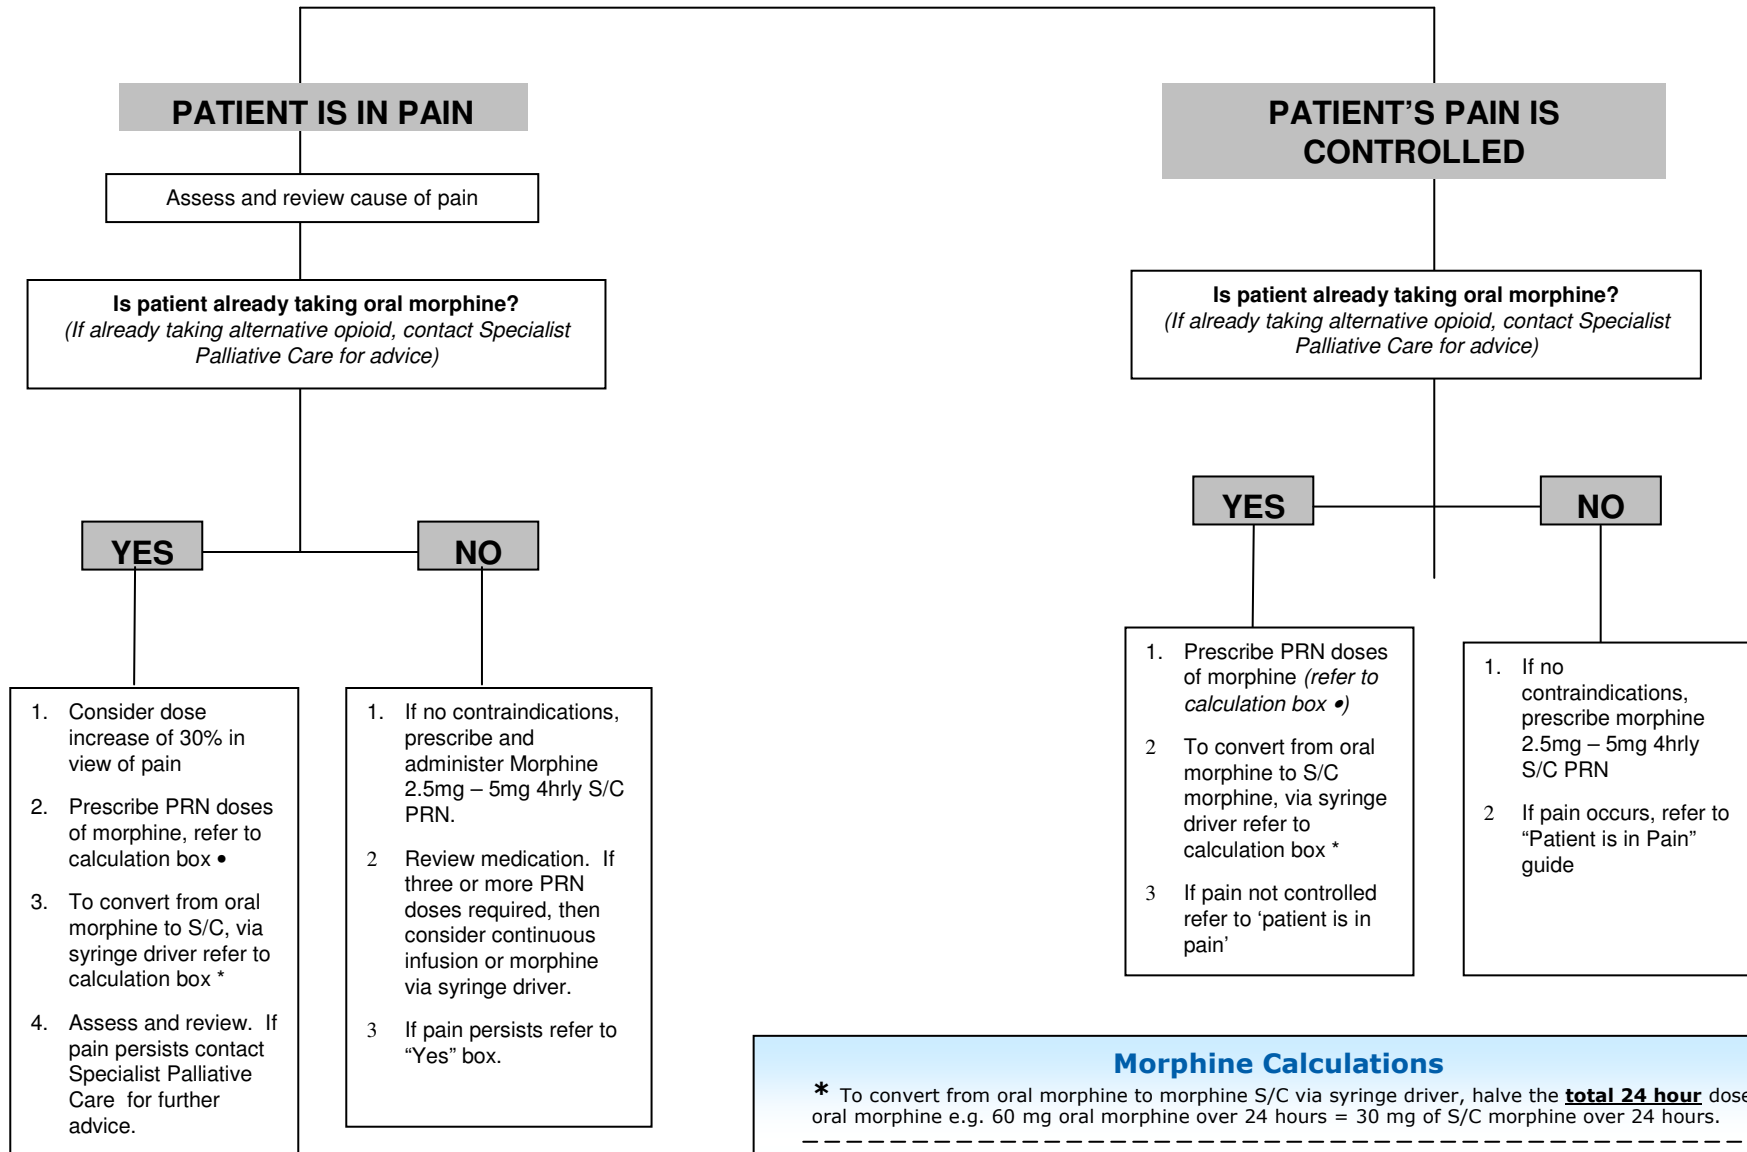 PATIENT IS IN PAIN
Assess and review cause of pain
Is patient already taking oral morphine?
(If already taking alternative opioid, contact Specialist
Palliative Care for advice)
YES
NO
1. Consider dose
increase of 30% in
view of pain
2. Prescribe PRN doses
of morphine, refer to
calculation box •
3. To convert from oral
morphine to S/C, via
syringe driver refer to
calculation box *
4. Assess and review. If
pain persists contact
Specialist Palliative
Care for further
advice.
1. If no contraindications,
prescribe and
administer Morphine
2.5mg – 5mg 4hrly S/C
PRN.
2 Review medication. If
three or more PRN
doses required, then
consider continuous
infusion or morphine
via syringe driver.
3 If pain persists refer to
“Yes” box.
PATIENT’S PAIN IS
CONTROLLED
Is patient already taking oral morphine?
(If already taking alternative opioid, contact Specialist
Palliative Care for advice)
YES
NO
1. Prescribe PRN doses
of morphine (refer to
calculation box •)
2 To convert from oral
morphine to S/C
morphine, via syringe
driver refer to
calculation box *
3 If pain not controlled
refer to ‘patient is in
pain’
1. If no
contraindications,
prescribe morphine
2.5mg – 5mg 4hrly
S/C PRN
2 If pain occurs, refer to
“Patient is in Pain”
guide
Morphine Calculations
* To convert from oral morphine to morphine S/C via syringe driver, halve the total 24 hour dose
oral morphine e.g. 60 mg oral morphine over 24 hours = 30 mg of S/C morphine over 24 hours.